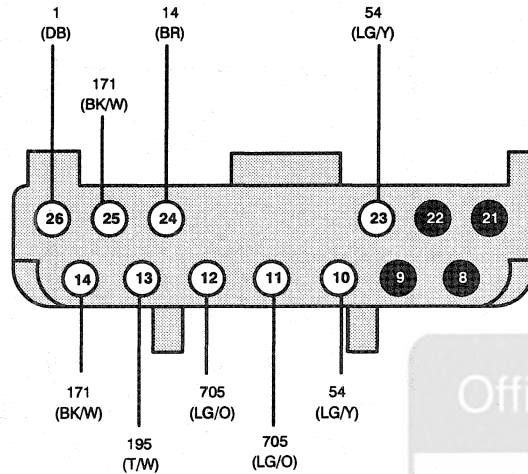 1
(DB)
14
(BR)
54
(LG/Y)
171
(BK/W)
26 25 24 23 22 21
14 13 12 11 10 9 8
171
(BK/W)
705
(LG/O)
54
(LG/Y)
195
(T/W)
705
(LG/O)
Offi